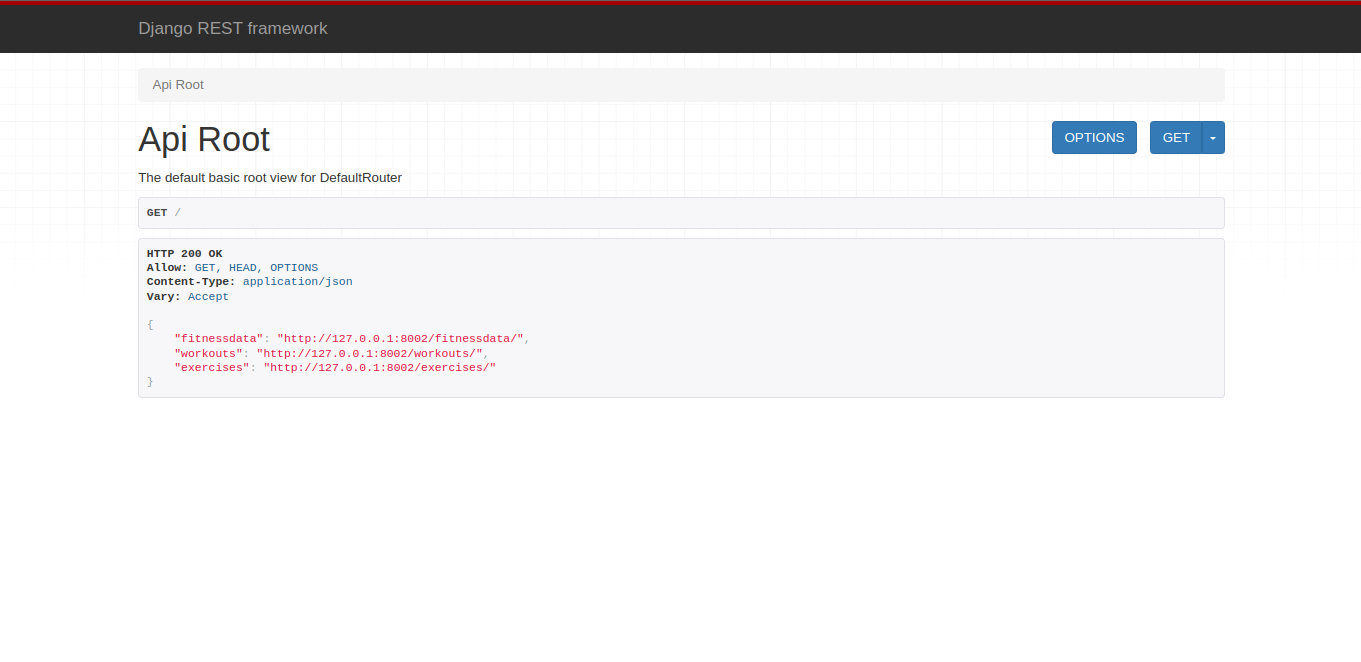 Django REST framework
Api Root
Api Root
OPTIONS
GET
The default basic root view for DefaultRouter
GET /
HTTP 200 OK
Allow: GET, HEAD, OPTIONS
Content-Type: application/json
Vary: Accept
{
    "fitnessdata": "http://127.0.0.1:8002/fitnessdata/",
    "workouts": "http://127.0.0.1:8002/workouts/",
    "exercises": "http://127.0.0.1:8002/exercises/"
}